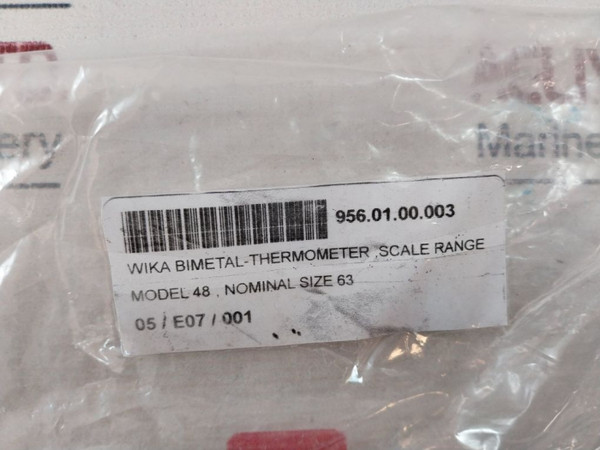 ery
Marine
956.01.00.003
WIKA BIMETAL-THERMOMETER ,SCALE RANGE
MODEL 48 , NOMINAL SIZE 63
05 / E07 / 001